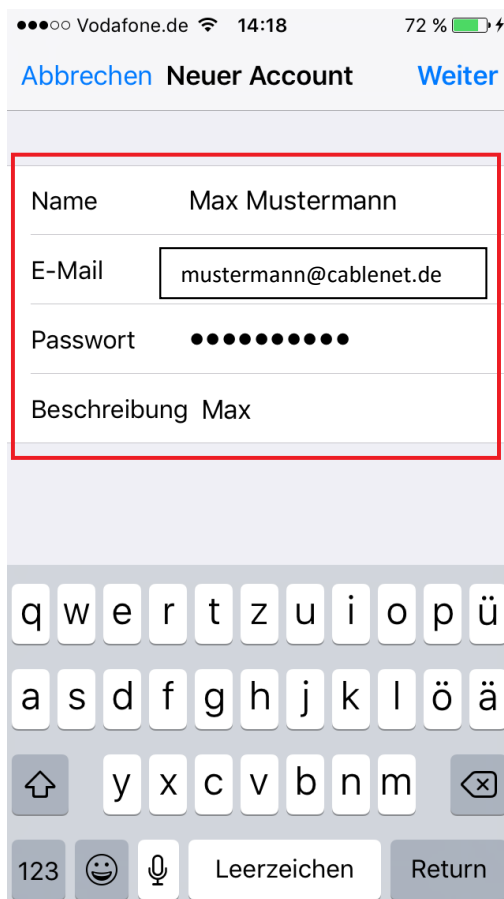 Vodafone.de 14:18 72 %
Abbrechen Neuer Account Weiter
Name Max Mustermann
E-Mail mustermann@cablenet.de
Passwort ●●●●●●●●●●
Beschreibung Max
q w e r t z u i o p ü
a s d f g h j k l ö ä
y x c v b n m
123 Leerzeichen Return